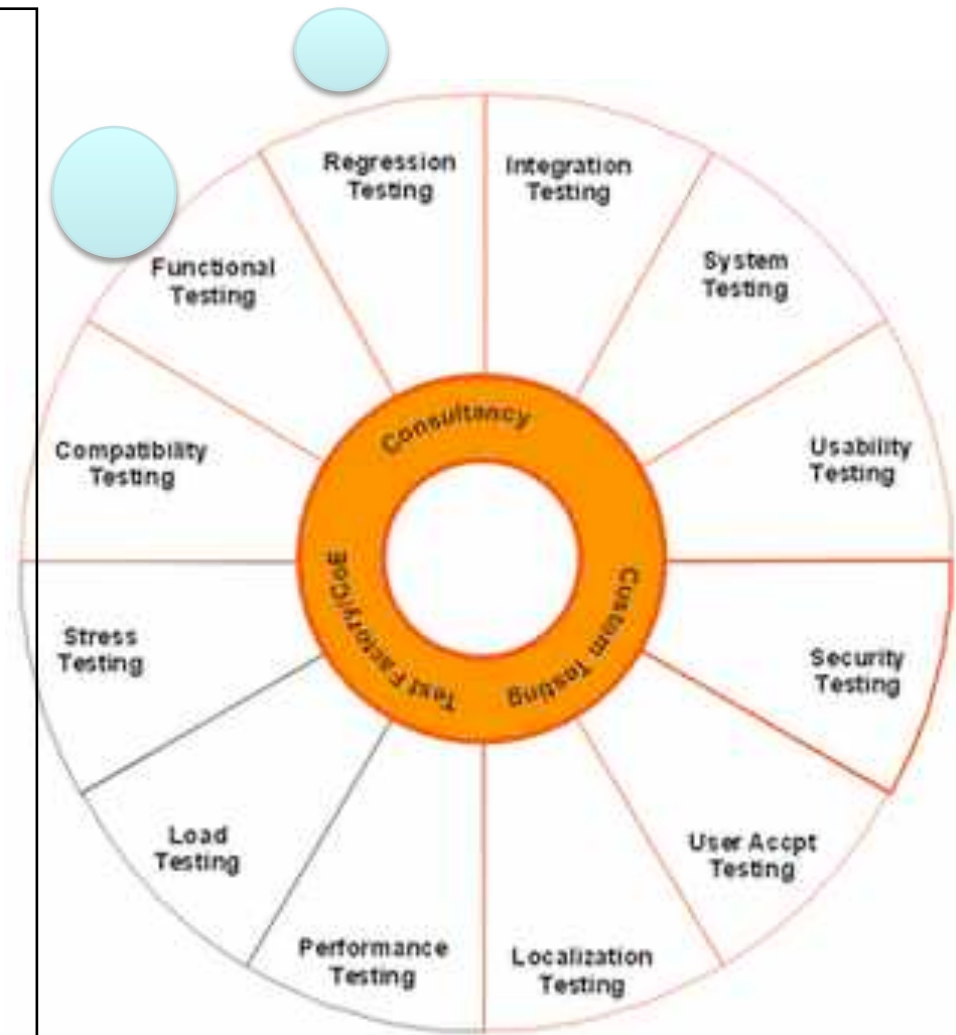 Regression
Testing
Integration
Testing
System
Testing
Usability
Testing
Security
Testing
User Accpt
Testing
Localization
Testing
Performance
Testing
Load
Testing
Stress
Testing
Compatibility
Testing
Functional
Testing
Consultancy
Custom Testing
Test Factory/CoE